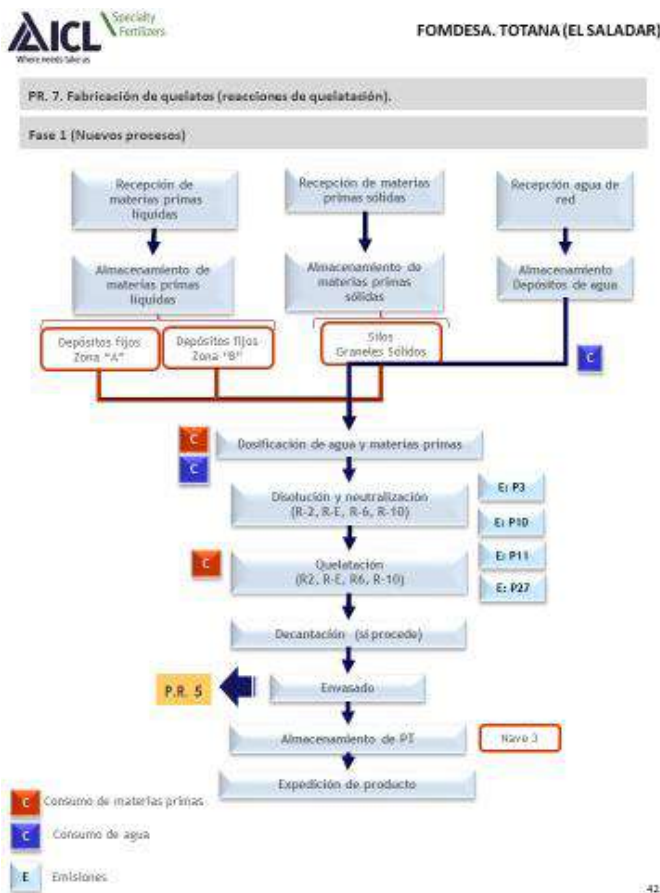 ICL
Specialty
Fertilizers
Where needs take us
FOMDESA. TOTANA (EL SALADAR)
PR. 7. Fabricación de quelatos (reacciones de quelatación).
Fase 1 (Nuevos procesos)
Recepción de
materias primas
líquidas
Recepción de materias
primas sólidas
Recepción agua de
red
Almacenamiento de
materias primas
líquidas
Almacenamiento de
materias primas
sólidas
Almacenamiento
Depósitos de agua
Depósitos fijos
Zona "A"
Depósitos fijos
Zona "B"
Silos
Graneles Sólidos
C
C
Dosificación de agua y materias primas
C
Disolución y neutralización
(R-2, R-E, R-6, R-10)
E: P3
E: P10
C
Quelatación
(R2, R-E, R6, R-10)
E: P11
E: P27
Decantación (si procede)
P.R. 5
Envasado
Almacenamiento de PT
Nave 3
Expedición de producto
C Consumo de materias primas
C Consumo de agua
E Emisiones
42